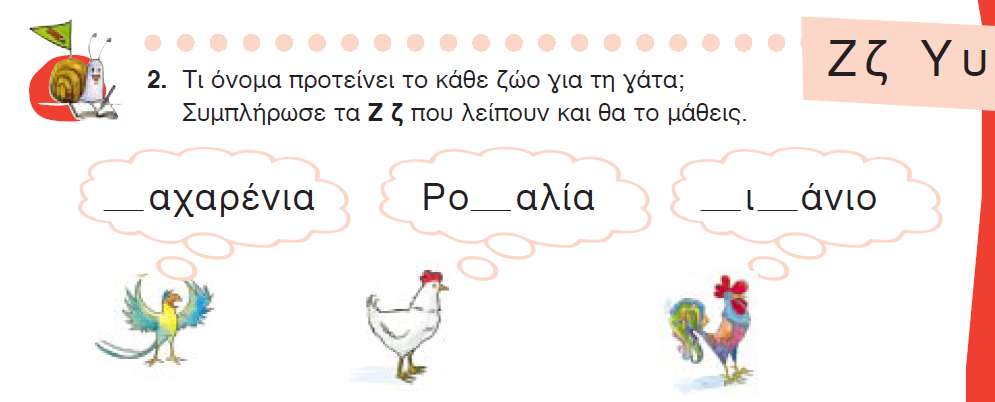 Ζζ Υυ
2. Τι όνομα προτείνει το κάθε ζώο για τη γάτα;
Συμπλήρωσε τα Ζ ζ που λείπουν και θα το μάθεις.
__αχαρένια
Ρο__αλία
__ι__άνιο